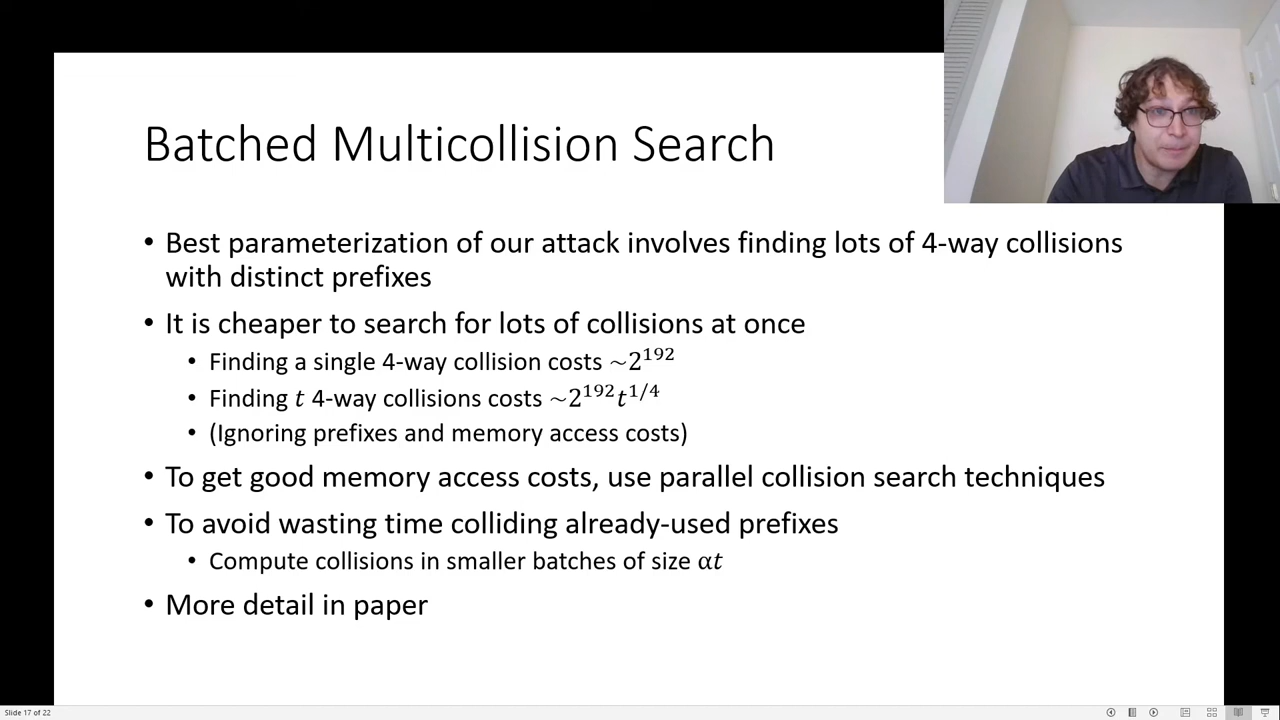 Batched Multicollision Search
• Best parameterization of our attack involves finding lots of 4-way collisions
with distinct prefixes
• It is cheaper to search for lots of collisions at once
• Finding a single 4-way collision costs ~2^192
• Finding t 4-way collisions costs ~2^192 t^1/4
• (Ignoring prefixes and memory access costs)
• To get good memory access costs, use parallel collision search techniques
• To avoid wasting time colliding already-used prefixes
• Compute collisions in smaller batches of size αt
• More detail in paper
Slide 17 of 22